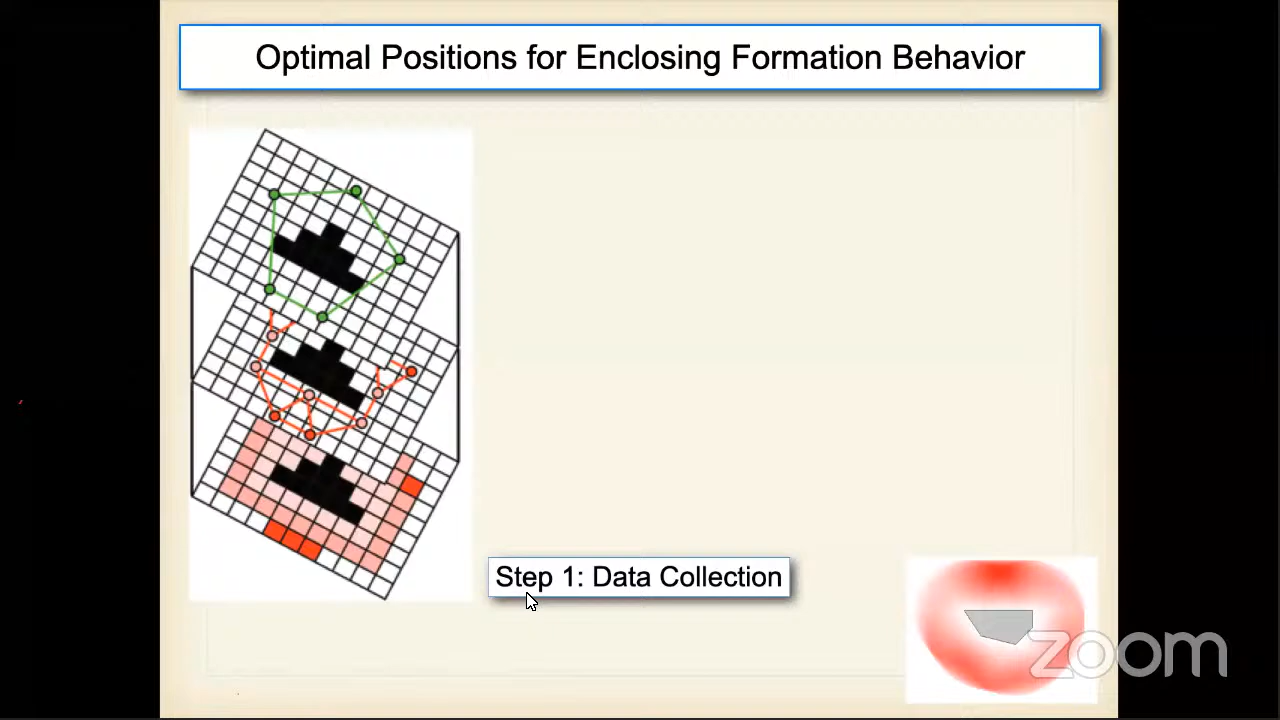 Optimal Positions for Enclosing Formation Behavior
Step 1: Data Collection
zoom